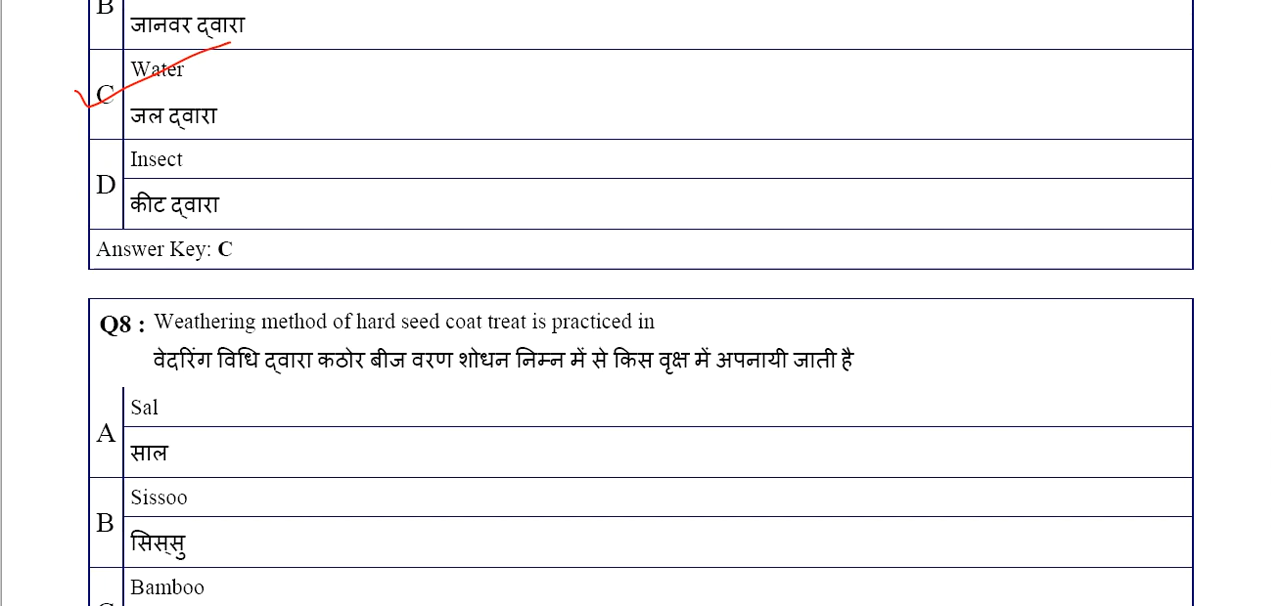 B
जानवर द्वारा
Water
C
जल द्वारा
Insect
D
कीट द्वारा
Answer Key: C
Q8 : Weathering method of hard seed coat treat is practiced in
वेदरिंग विधि द्वारा कठोर बीज वरण शोधन निम्न में से किस वृक्ष में अपनायी जाती है
Sal
A
साल
Sissoo
B
सिस्सु
Bamboo